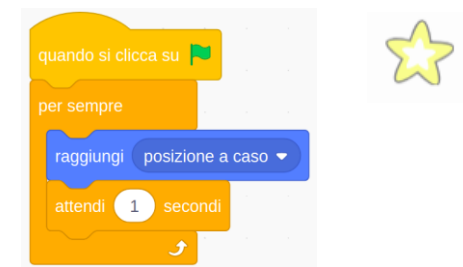 quando si clicca su
per sempre
raggiungi posizione a caso
attendi 1 secondi